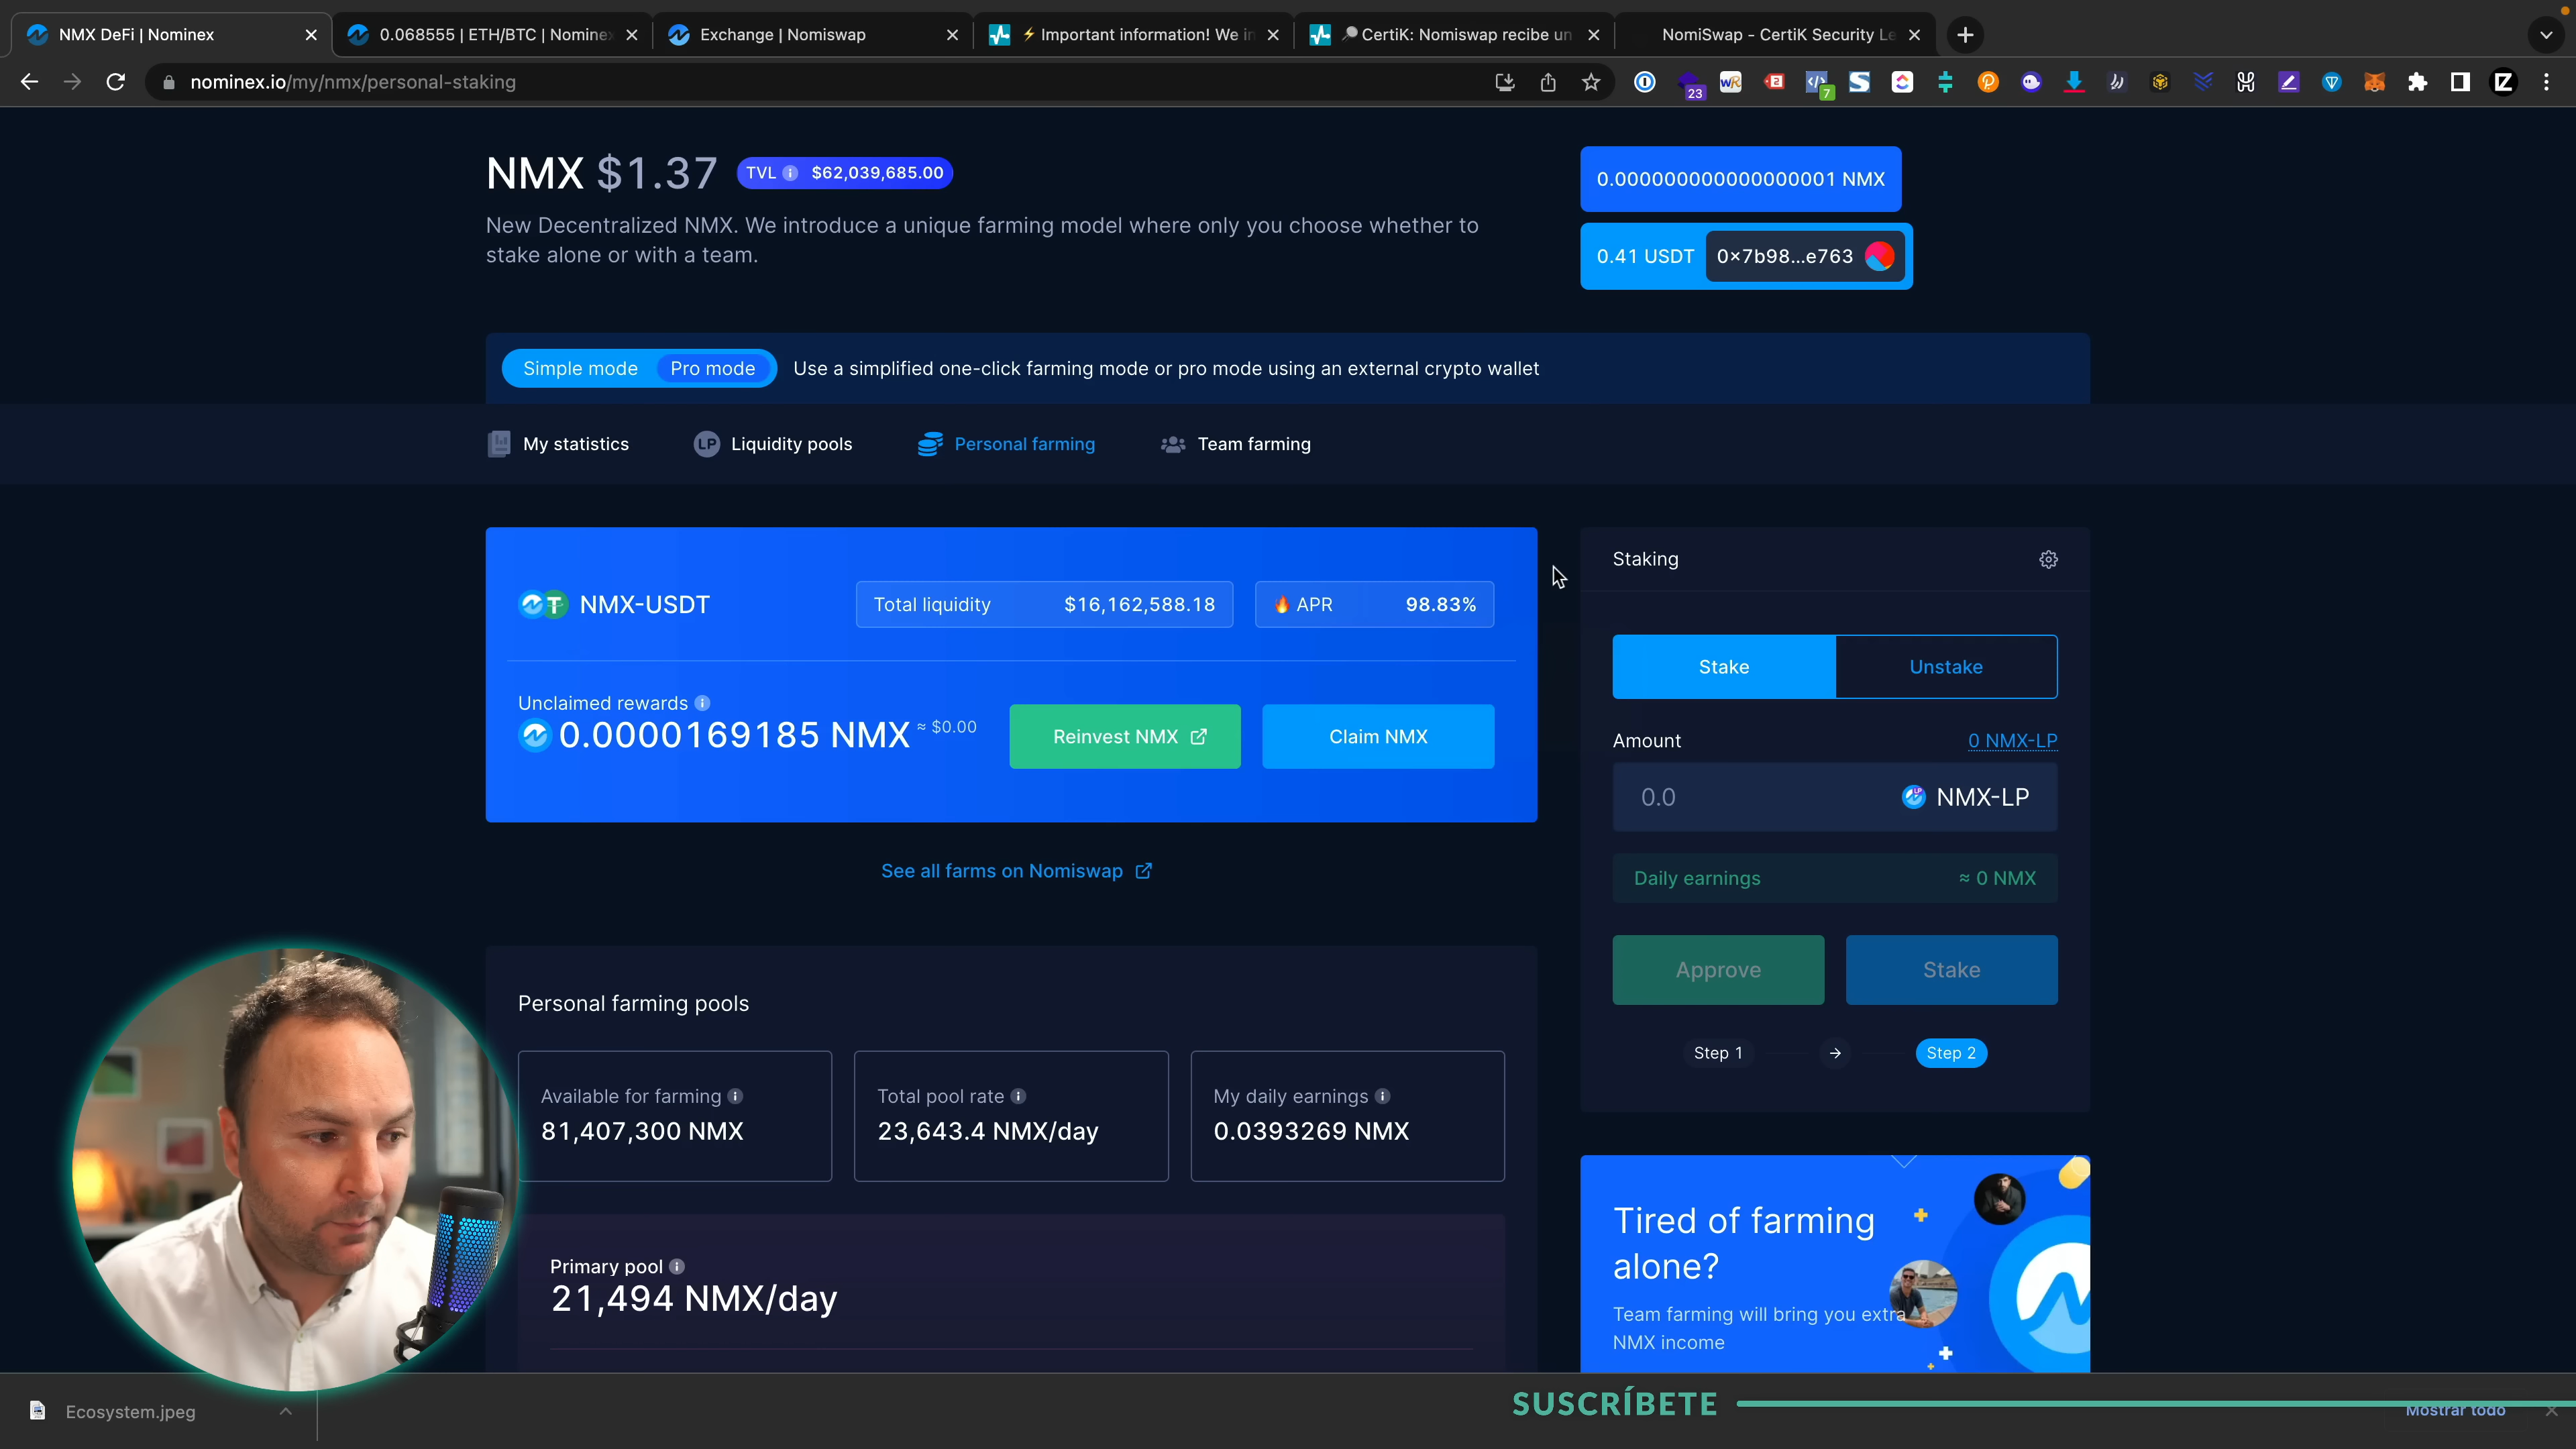 NMX DeFi | Nominex
0.068555 | ETH/BTC | Nomine
Exchange | Nomiswap
⚡ Important information! We i
🔎CertiK: Nomiswap recibe un
NomiSwap - CertiK Security Le
nominex.io/my/nmx/personal-staking
23
7
NMX $1.37
TVL $62,039,685.00
0.000000000000000001 NMX
New Decentralized NMX. We introduce a unique farming model where only you choose whether to
stake alone or with a team.
0.41 USDT 0x7b98...e763
Simple mode Pro mode Use a simplified one-click farming mode or pro mode using an external crypto wallet
My statistics
LP Liquidity pools
Personal farming
Team farming
NMX-USDT
Total liquidity $16,162,588.18
🔥 APR 98.83%
Unclaimed rewards
0.0000169185 NMX ≈ $0.00
Reinvest NMX
Claim NMX
See all farms on Nomiswap
Staking
Stake Unstake
Amount 0 NMX-LP
0.0 NMX-LP
Daily earnings ≈ 0 NMX
Approve Stake
Step 1 → Step 2
Personal farming pools
Available for farming
81,407,300 NMX
Total pool rate
23,643.4 NMX/day
My daily earnings
0.0393269 NMX
Primary pool
21,494 NMX/day
Tired of farming
alone?
Team farming will bring you extra
NMX income
Ecosystem.jpeg
SUSCRÍBETE
Mostrar todo